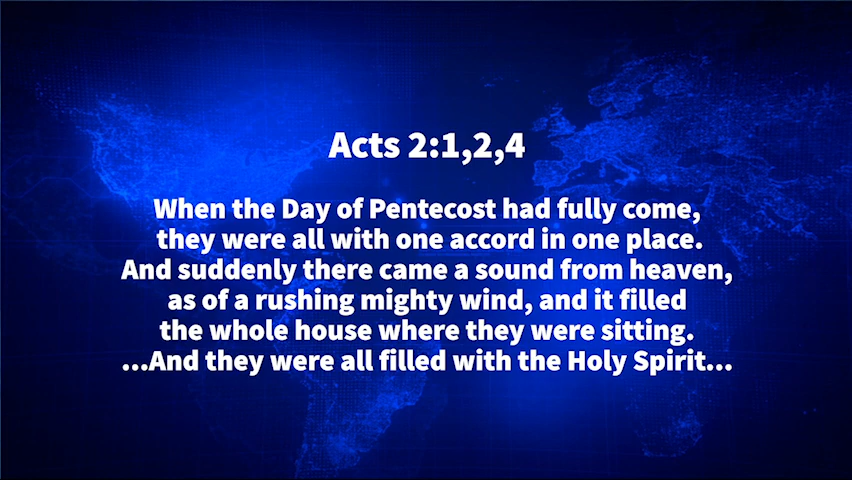 Acts 2:1,2,4
When the Day of Pentecost had fully come,
they were all with one accord in one place.
And suddenly there came a sound from heaven,
as of a rushing mighty wind, and it filled
the whole house where they were sitting.
...And they were all filled with the Holy Spirit...